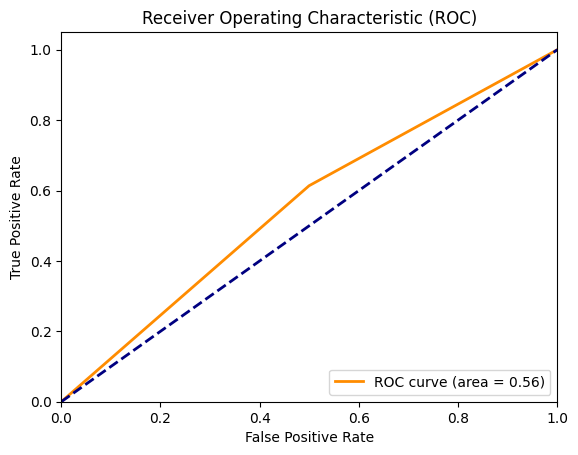 Receiver Operating Characteristic (ROC)
1.0
0.8
0.6
0.4
0.2
0.0
True Positive Rate
ROC curve (area = 0.56)
0.0 0.2 0.4 0.6 0.8 1.0
False Positive Rate